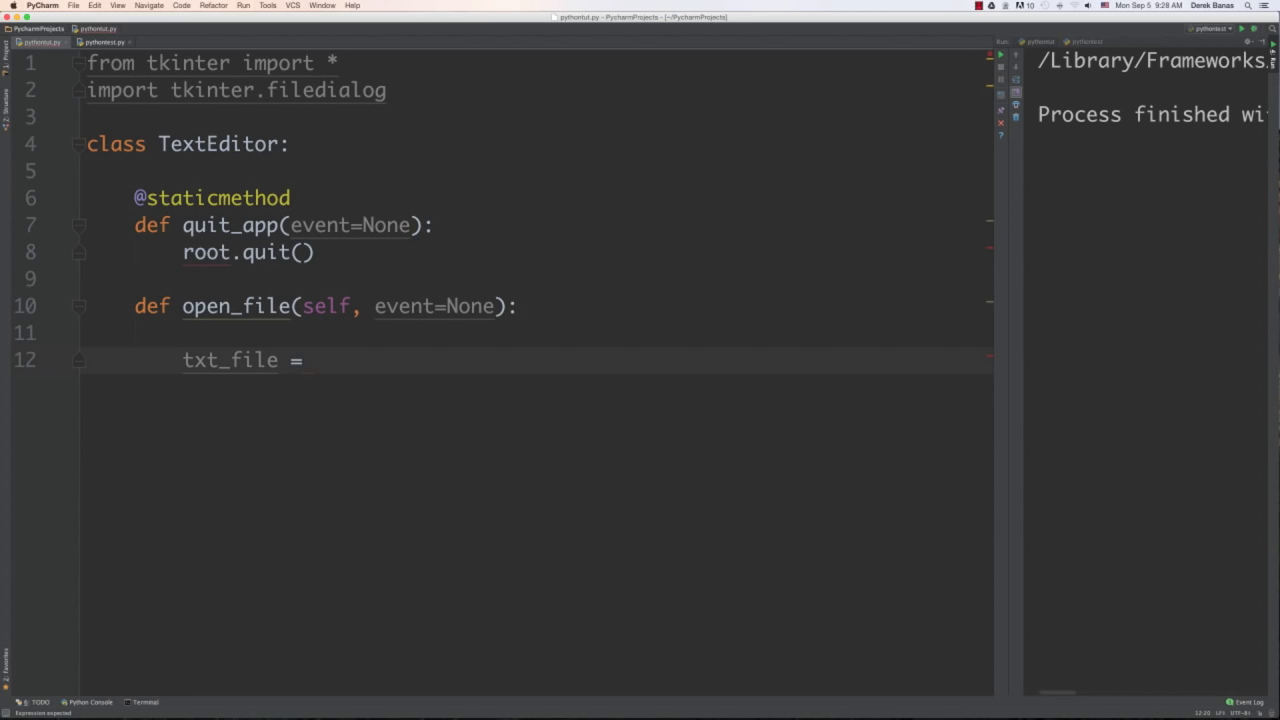 PyCharm File Edit View Navigate Code Refactor Run Tools VCS Window Help
10 Mon Sep 5 9:28 AM Derek Banas
pythontut.py - PycharmProjects - [~/PycharmProjects]
PycharmProjects pythontut.py
pythontest
pythontut.py pythontest.py
Run: pythontut pythontest
Project
Structure
1 from tkinter import *
2 import tkinter.filedialog
3
4 class TextEditor:
5
6 @staticmethod
7 def quit_app(event=None):
8 root.quit()
9
10 def open_file(self, event=None):
11
12 txt_file =
/Library/Frameworks
Process finished wi
Run
Favorites
6: TODO Python Console Terminal
Event Log
Expression expected
12:20 LF UTF-8